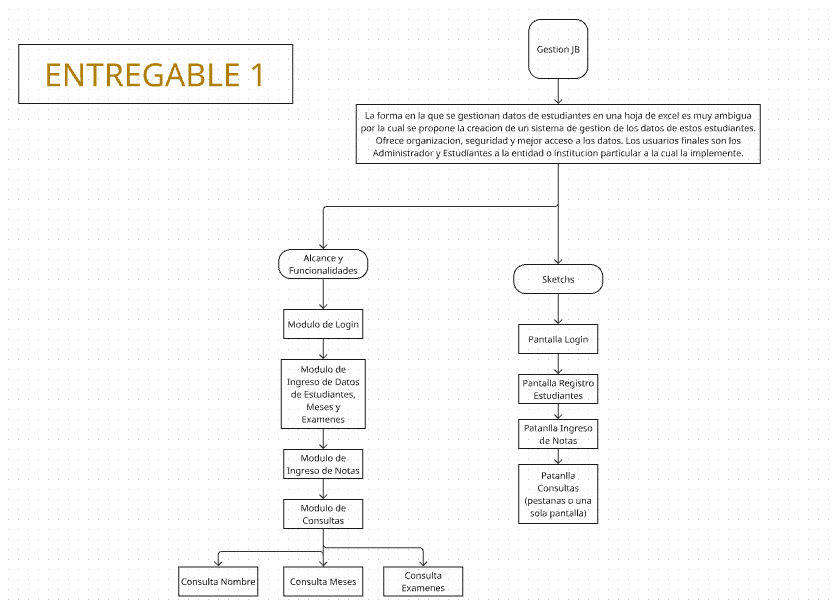 ENTREGABLE 1
Gestion JB
La forma en la que se gestionan datos de estudiantes en una hoja de excel es muy ambigua
por la cual se propone la creacion de un sistema de gestion de los datos de estos estudiantes.
Ofrece organizacion, seguridad y mejor acceso a los datos. Los usuarios finales son los
Administrador y Estudiantes a la entidad o institucion particular a la cual la implemente.
Alcance y
Funcionalidades
Modulo de Login
Modulo de
Ingreso de Datos
de Estudiantes,
Meses y
Examenes
Modulo de
Ingreso de Notas
Modulo de
Consultas
Consulta Nombre
Consulta Meses
Consulta
Examenes
Sketchs
Pantalla Login
Pantalla Registro
Estudiantes
Patanlla Ingreso
de Notas
Patanlla
Consultas
(pestanas o una
sola pantalla)